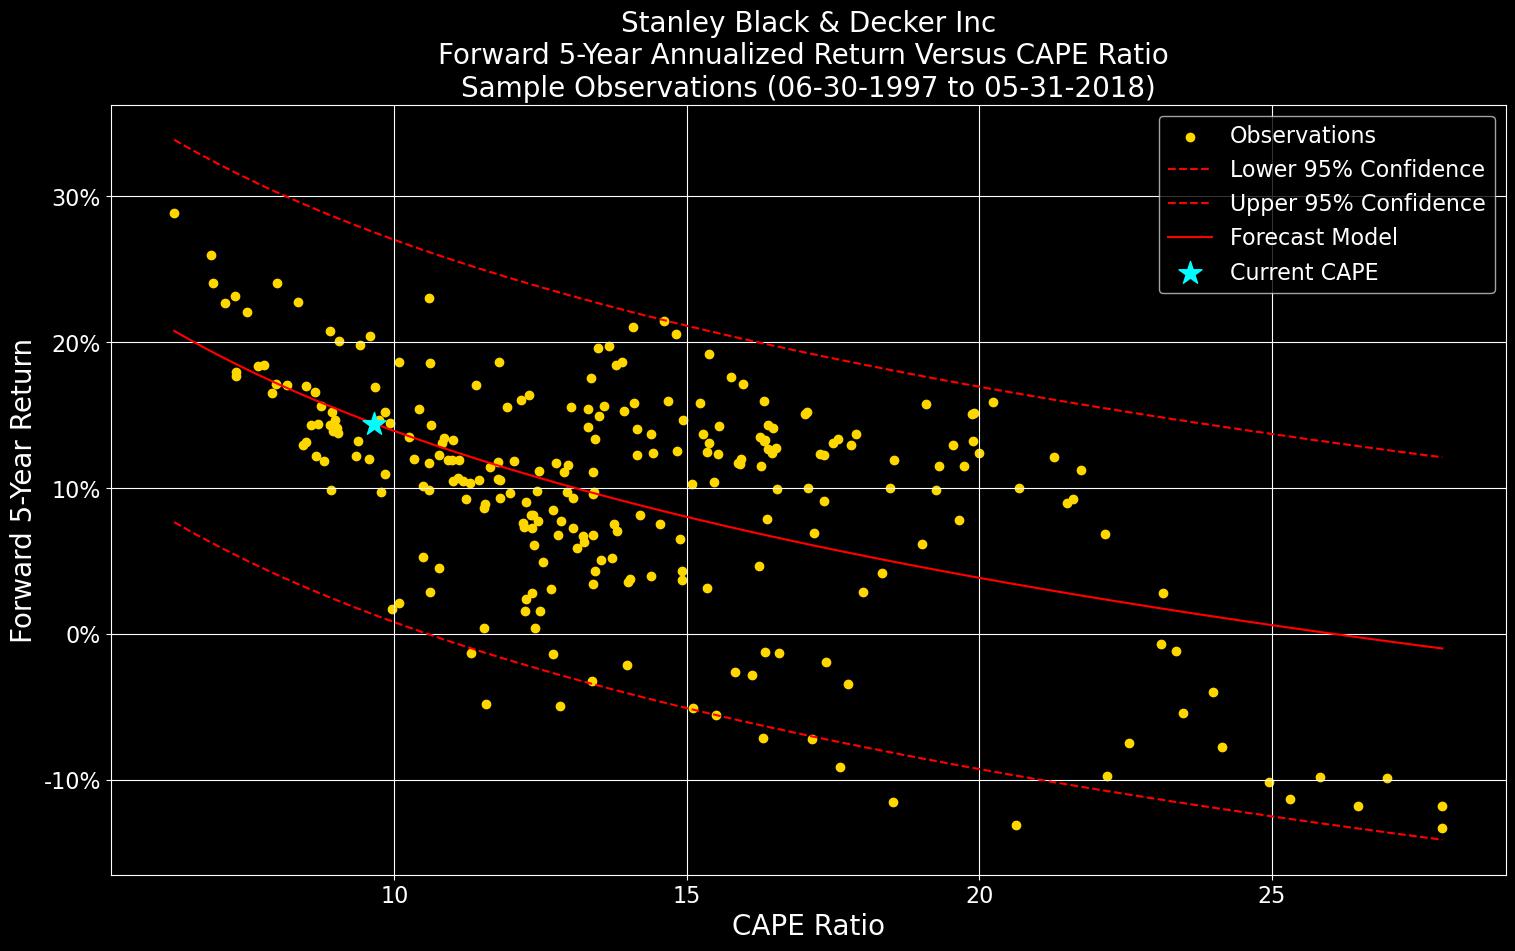 Stanley Black & Decker Inc
Forward 5-Year Annualized Return Versus CAPE Ratio
Sample Observations (06-30-1997 to 05-31-2018)
Observations
Lower 95% Confidence
Upper 95% Confidence
Forecast Model
Current CAPE
Forward 5-Year Return
30%
20%
10%
0%
-10%
10
15
20
25
CAPE Ratio